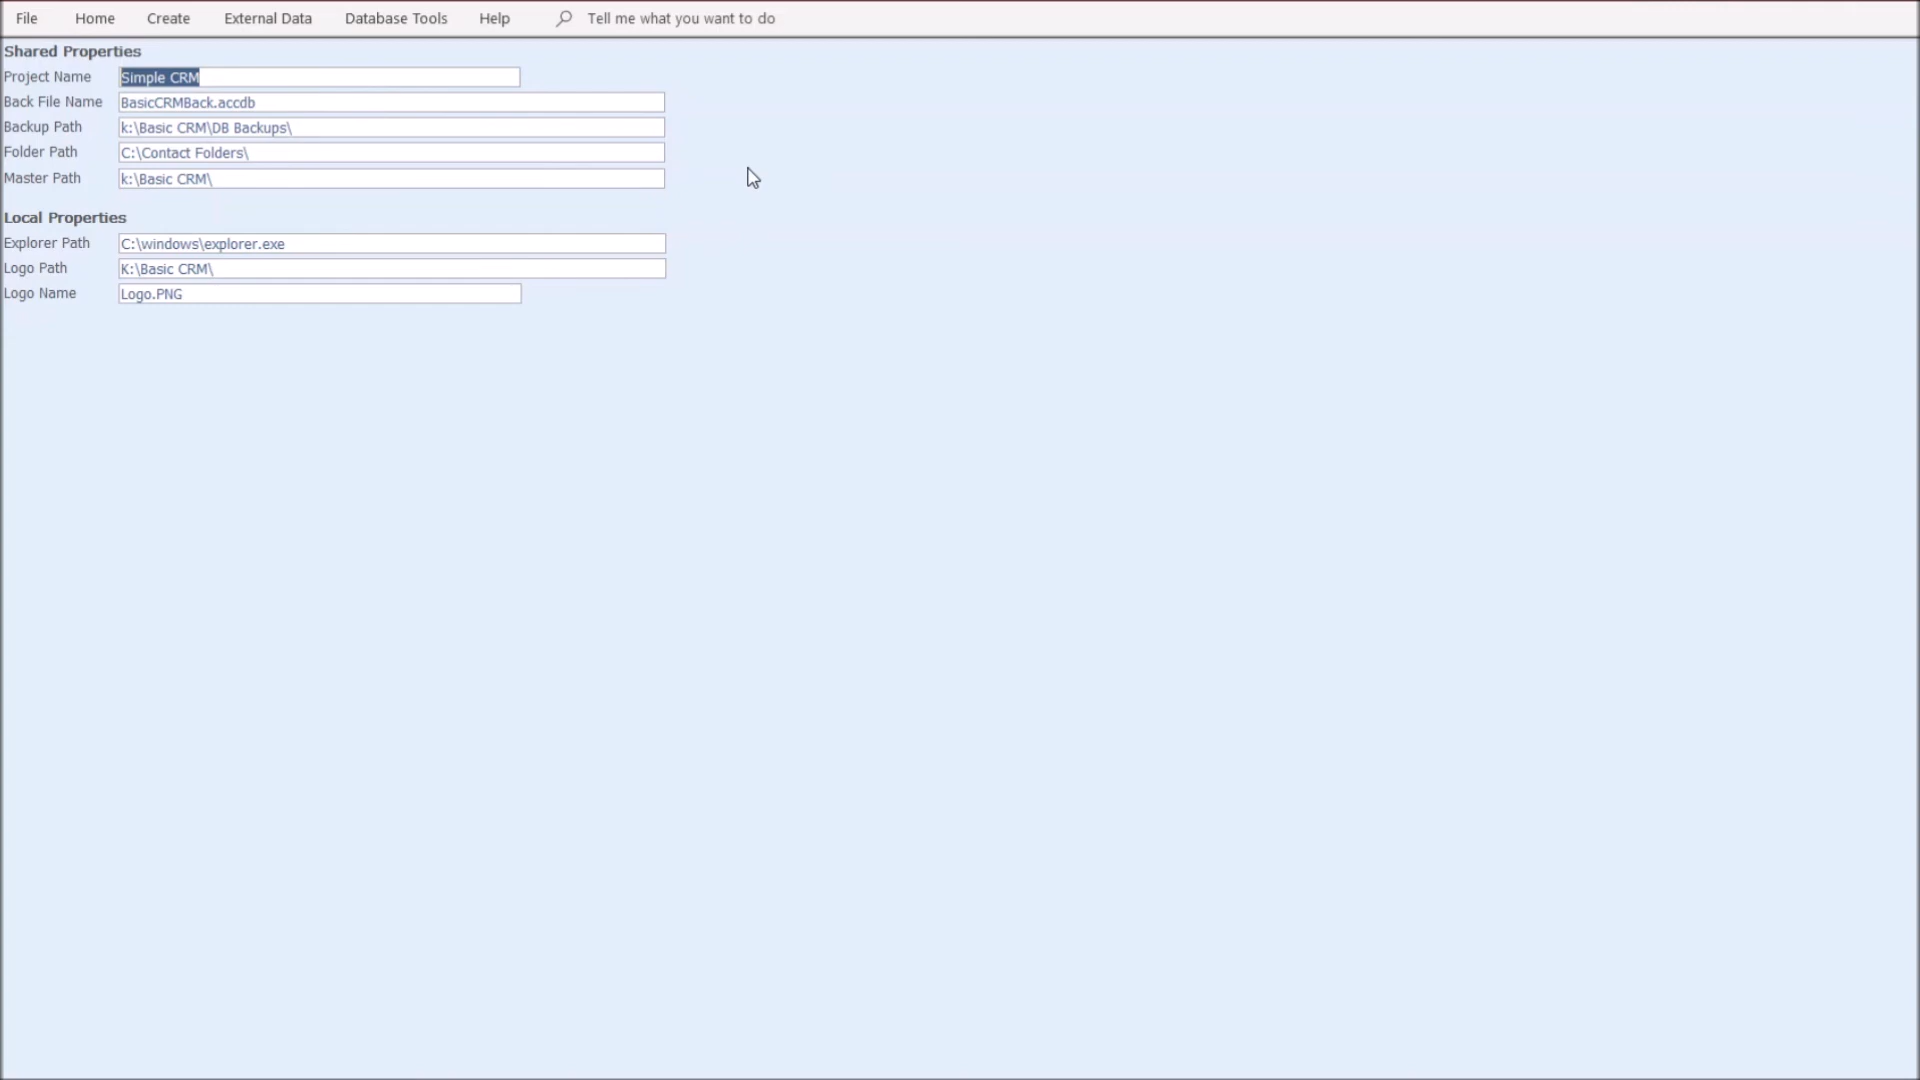 File Home Create External Data Database Tools Help Tell me what you want to do
Shared Properties
Project Name Simple CRM
Back File Name BasicCRMBack.accdb
Backup Path k:\Basic CRM\DB Backups\
Folder Path C:\Contact Folders\
Master Path k:\Basic CRM\
Local Properties
Explorer Path C:\windows\explorer.exe
Logo Path K:\Basic CRM\
Logo Name Logo.PNG